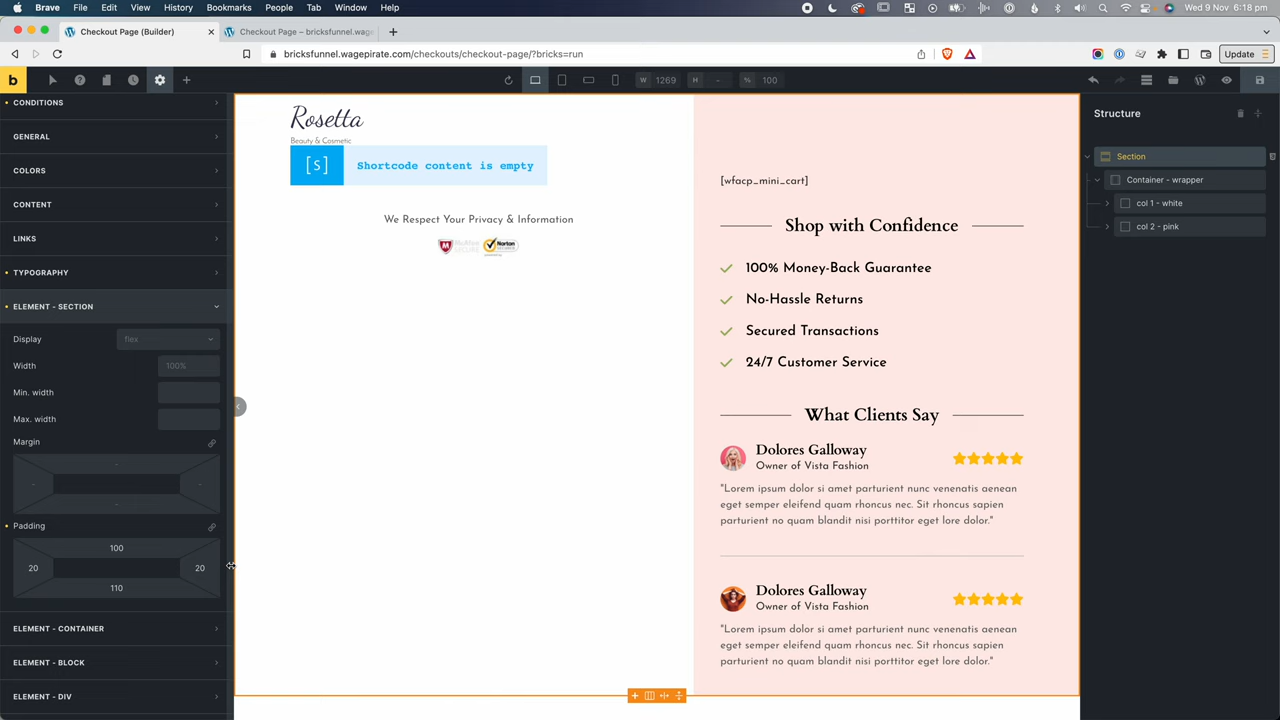 Brave File Edit View History Bookmarks People Tab Window Help
Wed 9 Nov 6:18 pm
Checkout Page (Builder)
Checkout Page – bricksfunnel.wage
bricksfunnel.wagepirate.com/checkouts/checkout-page/?bricks=run
Update
b
W 1269 H - % 100
CONDITIONS
GENERAL
COLORS
CONTENT
LINKS
TYPOGRAPHY
ELEMENT - SECTION
Display flex
Width 100%
Min. width
Max. width
Margin
-
- -
-
Padding
100
20 20
110
ELEMENT - CONTAINER
ELEMENT - BLOCK
ELEMENT - DIV
Rosetta
Beauty & Cosmetic
[s] Shortcode content is empty
We Respect Your Privacy & Information
McAfee SECURE Norton
[wfacp_mini_cart]
Shop with Confidence
100% Money-Back Guarantee
No-Hassle Returns
Secured Transactions
24/7 Customer Service
What Clients Say
Dolores Galloway
Owner of Vista Fashion
"Lorem ipsum dolor si amet parturient nunc venenatis aenean
eget semper eleifend quam rhoncus nec. Sit rhoncus sapien
parturient no quam blandit nisi porttitor eget lore dolor."
Dolores Galloway
Owner of Vista Fashion
"Lorem ipsum dolor si amet parturient nunc venenatis aenean
eget semper eleifend quam rhoncus nec. Sit rhoncus sapien
parturient no quam blandit nisi porttitor eget lore dolor."
Structure
Section
Container - wrapper
col 1 - white
col 2 - pink